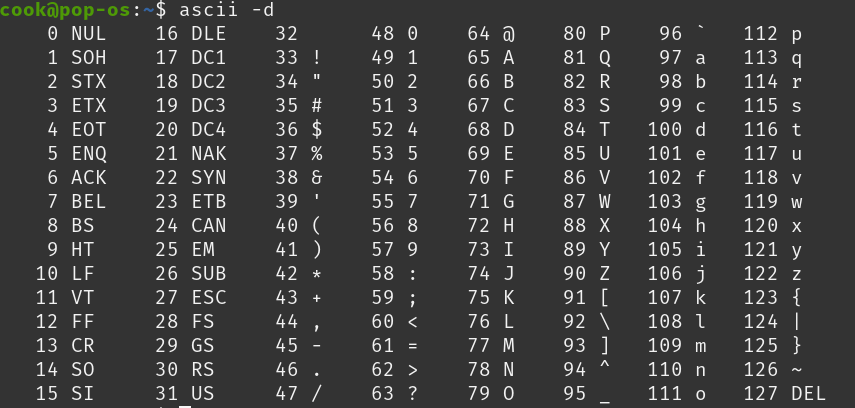 cook@pop-os:~$ ascii -d
    0 NUL    16 DLE    32      48 0    64 @    80 P     96 `   112 p
    1 SOH    17 DC1    33 !    49 1    65 A    81 Q     97 a   113 q
    2 STX    18 DC2    34 "    50 2    66 B    82 R     98 b   114 r
    3 ETX    19 DC3    35 #    51 3    67 C    83 S     99 c   115 s
    4 EOT    20 DC4    36 $    52 4    68 D    84 T    100 d   116 t
    5 ENQ    21 NAK    37 %    53 5    69 E    85 U    101 e   117 u
    6 ACK    22 SYN    38 &    54 6    70 F    86 V    102 f   118 v
    7 BEL    23 ETB    39 '    55 7    71 G    87 W    103 g   119 w
    8 BS     24 CAN    40 (    56 8    72 H    88 X    104 h   120 x
    9 HT     25 EM     41 )    57 9    73 I    89 Y    105 i   121 y
   10 LF     26 SUB    42 *    58 :    74 J    90 Z    106 j   122 z
   11 VT     27 ESC    43 +    59 ;    75 K    91 [    107 k   123 {
   12 FF     28 FS     44 ,    60 <    76 L    92 \    108 l   124 |
   13 CR     29 GS     45 -    61 =    77 M    93 ]    109 m   125 }
   14 SO     30 RS     46 .    62 >    78 N    94 ^    110 n   126 ~
   15 SI     31 US     47 /    63 ?    79 O    95 _    111 o   127 DEL